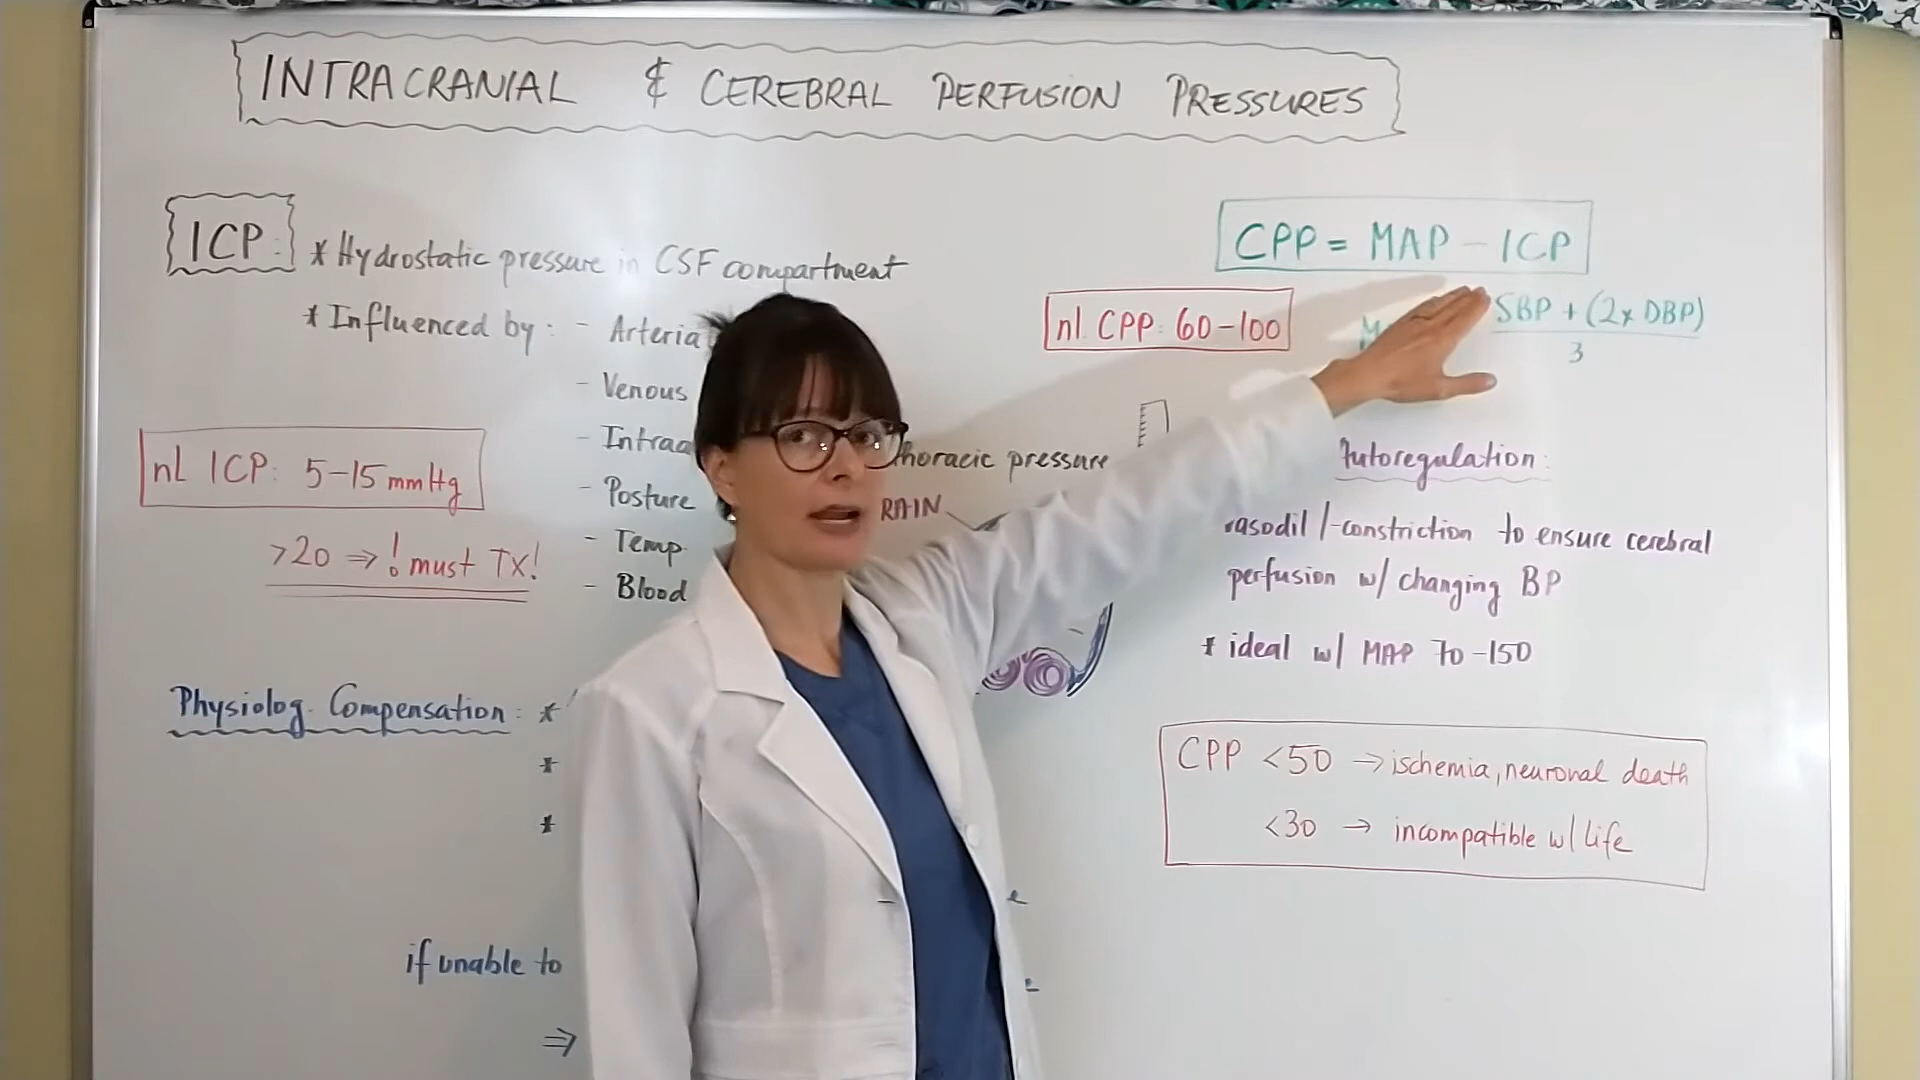 INTRACRANIAL & CEREBRAL PERFUSION PRESSURES
ICP: * Hydrostatic pressure in CSF compartment
* Influenced by: - Arteria
- Venous
- Intraa thoracic pressure
- Posture
- Temp
- Blood
nl ICP: 5-15 mmHg
>20 ⇒ ! must TX!
RAIN
Physiolog. Compensation: *
*
*
if unable to
⇒
CPP = MAP - ICP
nl CPP: 60-100
SBP + (2x DBP)
3
Autoregulation:
vasodil /-constriction to ensure cerebral
perfusion w/ changing BP
* ideal w/ MAP 70-150
CPP <50 → ischemia, neuronal death
<30 → incompatible w/ life